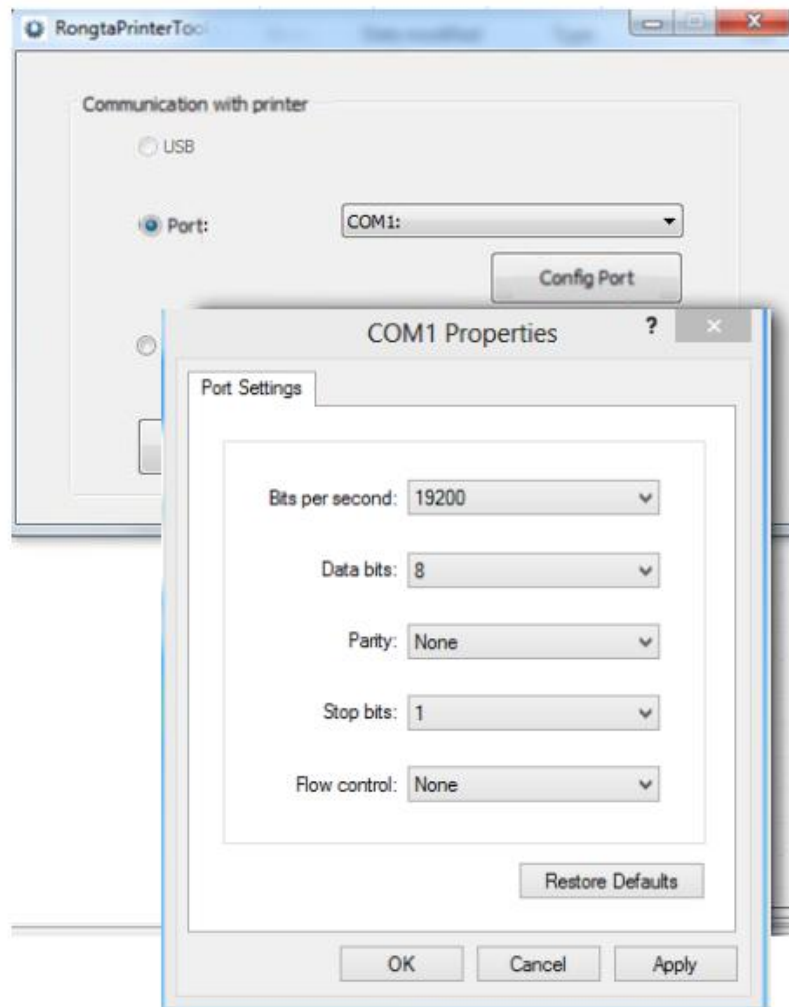 RongtaPrinterTool
Communication with printer
USB
Port:
COM1:
Config Port
COM1 Properties
?
Port Settings
Bits per second:
19200
Data bits:
8
Parity:
None
Stop bits:
1
Flow control:
None
Restore Defaults
OK
Cancel
Apply